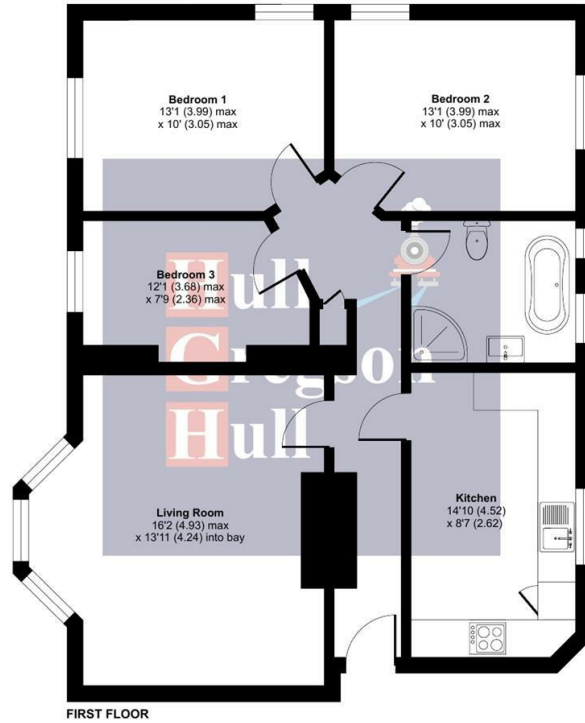 Bedroom 1
13'1 (3.99) max
x 10' (3.05) max
Bedroom 2
13'1 (3.99) max
x 10' (3.05) max
Bedroom 3
12'1 (3.68) max
x 7'9 (2.36) max
Hull
Gregson
Hull
Living Room
16'2 (4.93) max
x 13'11 (4.24) into bay
Kitchen
14'10 (4.52)
x 8'7 (2.62)
FIRST FLOOR